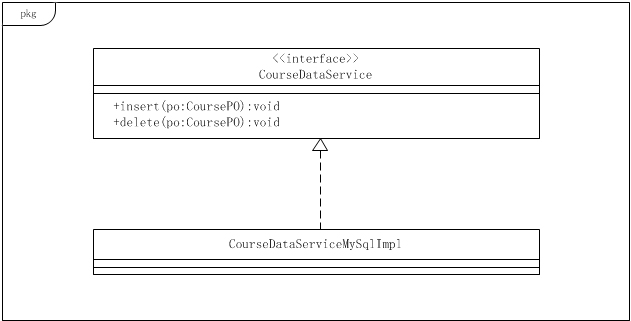 pkg
<<interface>>
CourseDataService
+insert(po:CoursePO):void
+delete(po:CoursePO):void
CourseDataServiceMySqlImpl